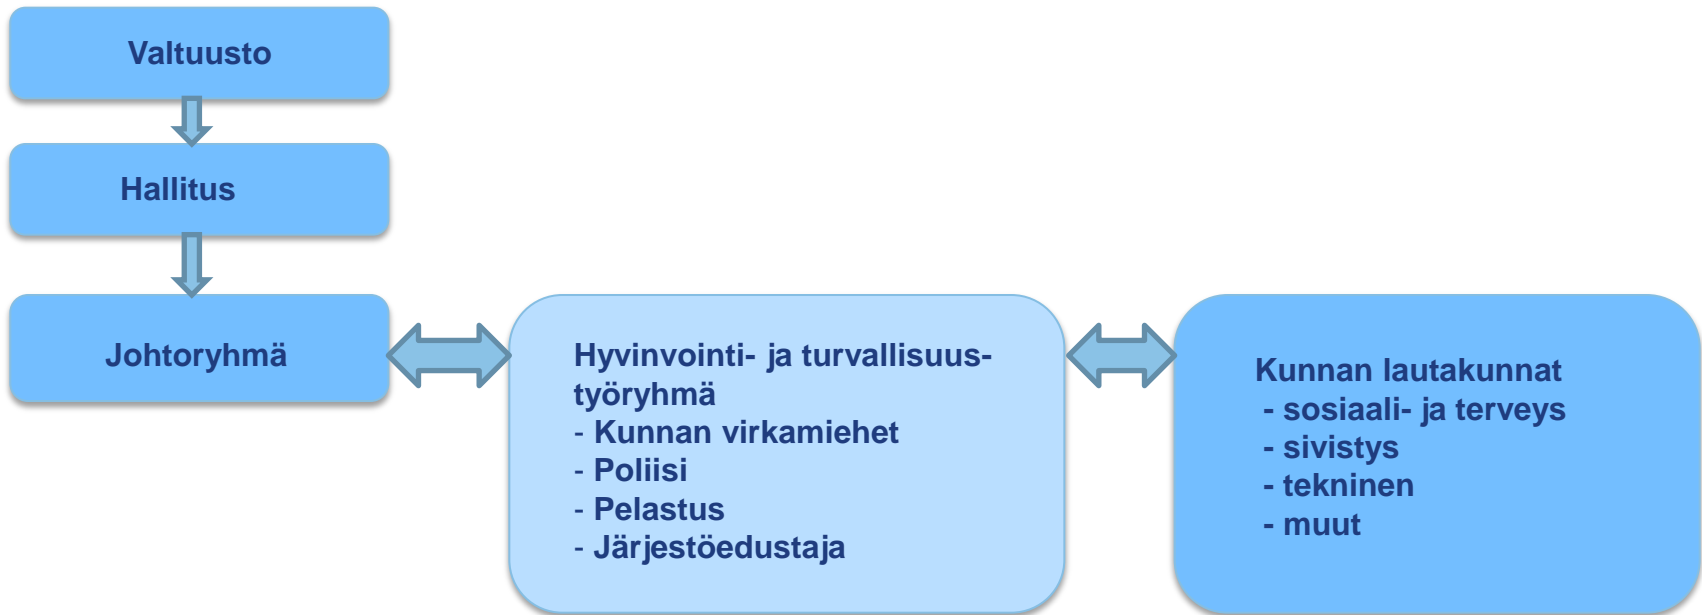 Valtuusto
Hallitus
Johtoryhmä
Hyvinvointi- ja turvallisuus-
työryhmä
- Kunnan virkamiehet
- Poliisi
- Pelastus
- Järjestöedustaja
Kunnan lautakunnat
- sosiaali- ja terveys
- sivistys
- tekninen
- muut